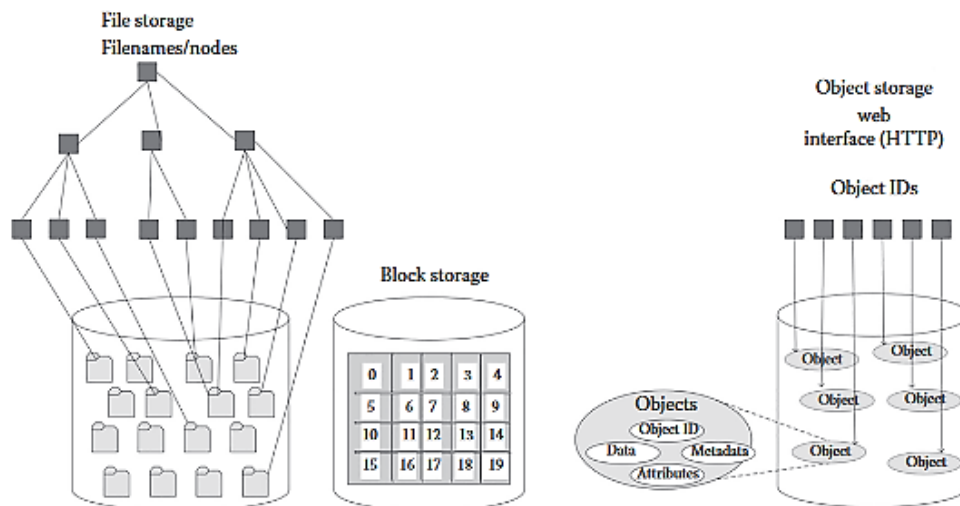 File storage
Filenames/nodes
Object storage
web
interface (HTTP)
Object IDs
Block storage
0 1 2 3 4
5 6 7 8 9
10 11 12 13 14
15 16 17 18 19
Objects
Object ID
Data
Metadata
Attributes
Object
Object
Object
Object
Object
Object